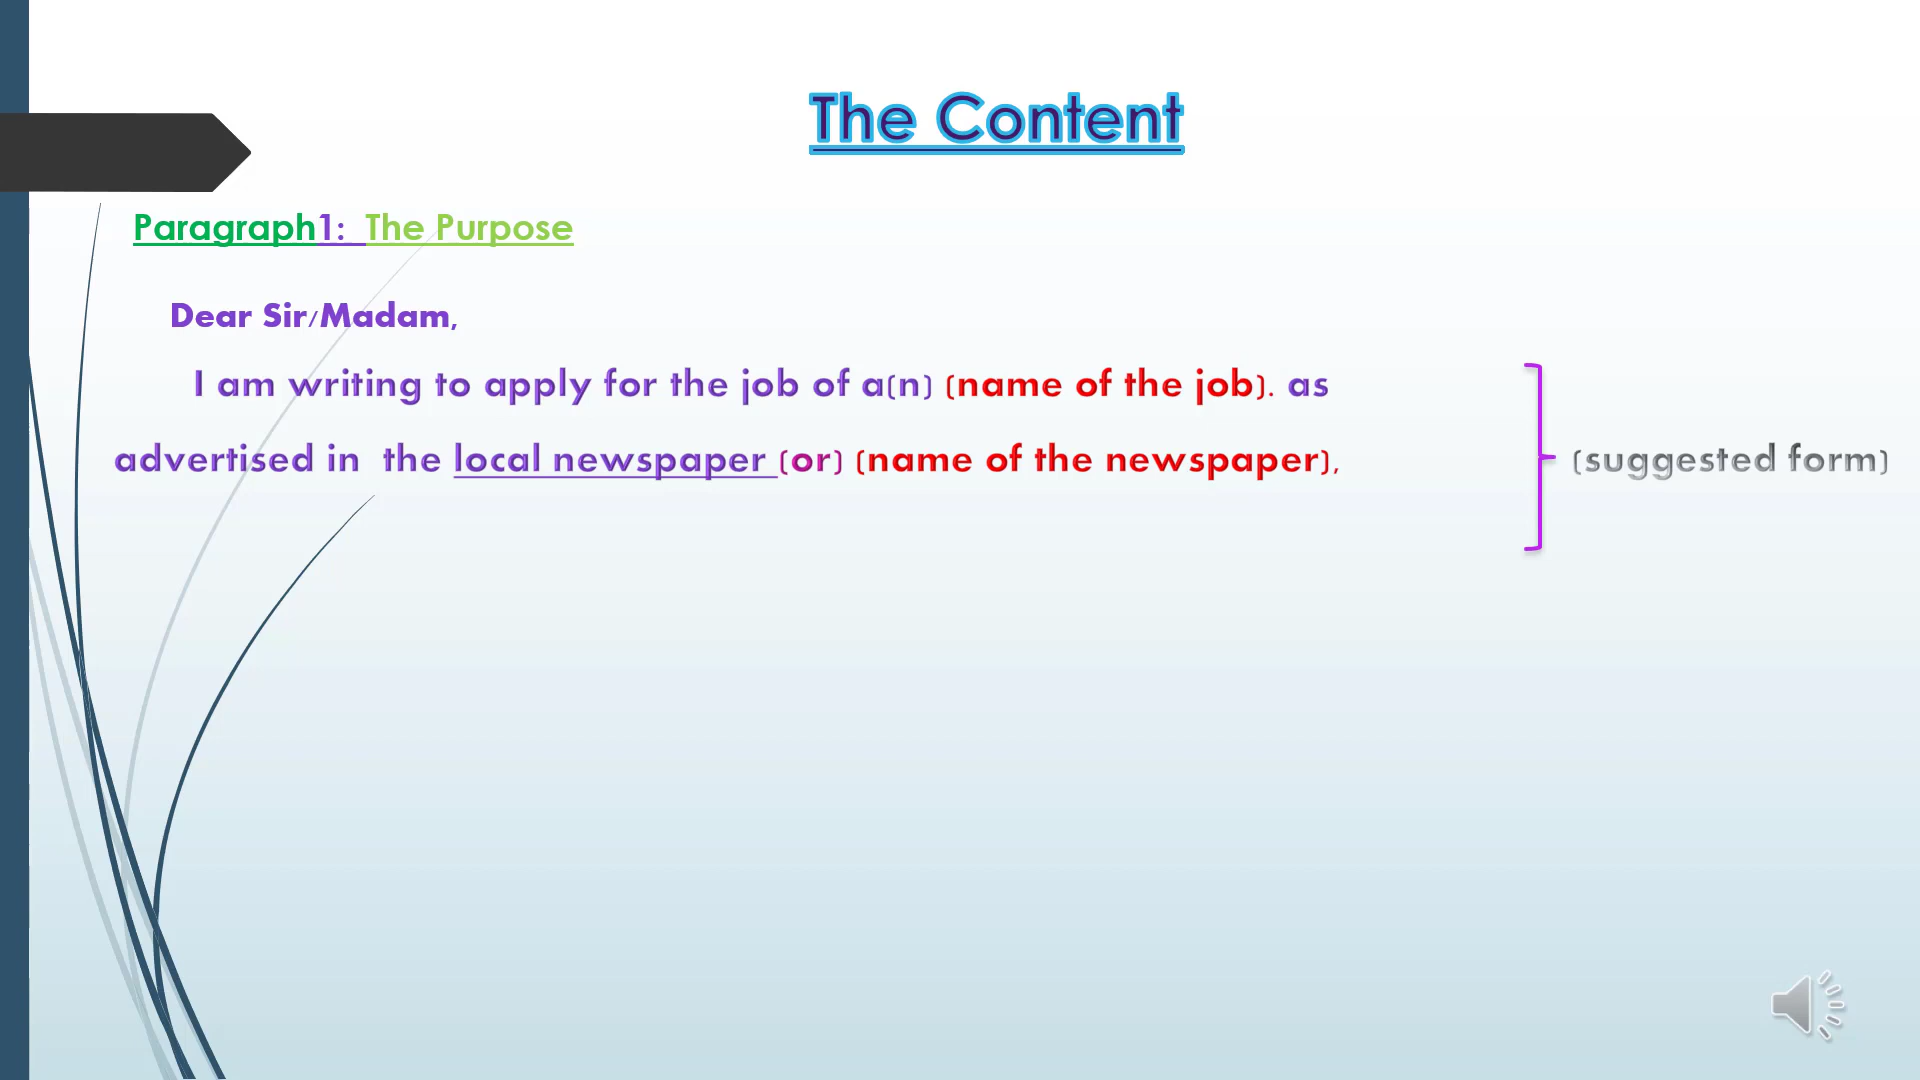 The Content
Paragraph1: The Purpose
Dear Sir/Madam,
I am writing to apply for the job of a(n) (name of the job). as
advertised in the local newspaper (or) (name of the newspaper),
(suggested form)